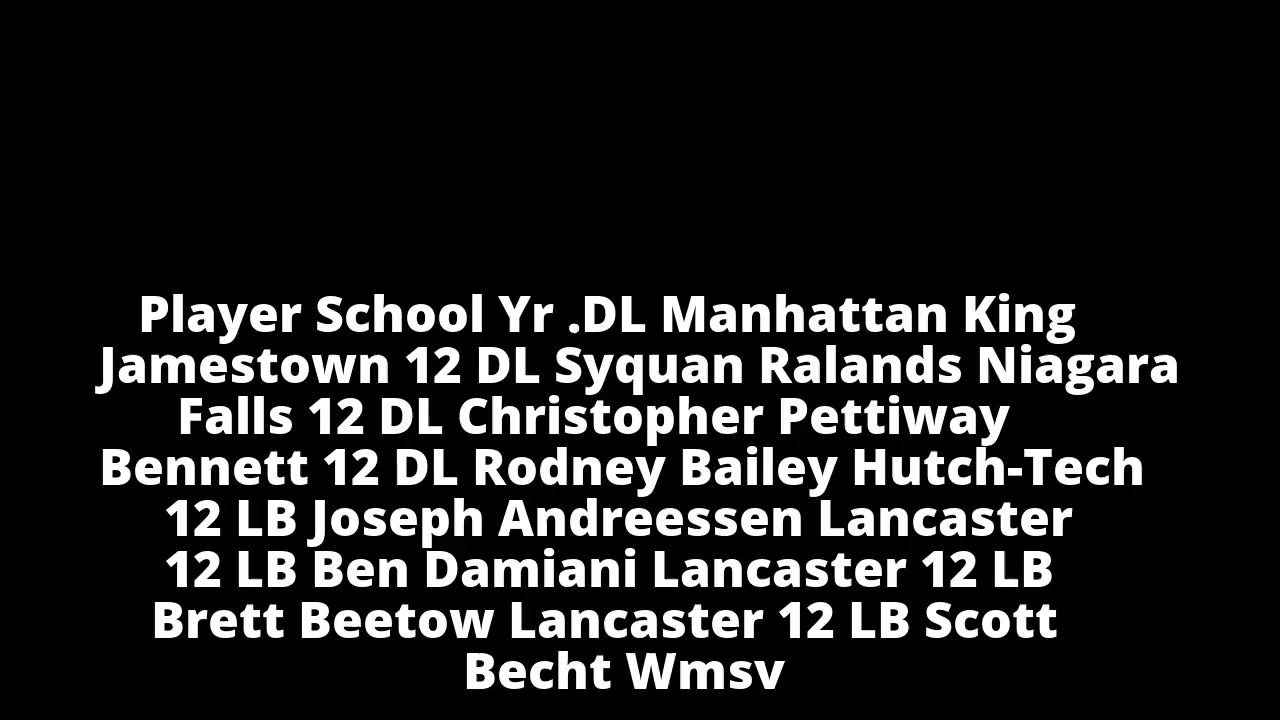 Player School Yr .DL Manhattan King
Jamestown 12 DL Syquan Ralands Niagara
Falls 12 DL Christopher Pettiway
Bennett 12 DL Rodney Bailey Hutch-Tech
12 LB Joseph Andreessen Lancaster
12 LB Ben Damiani Lancaster 12 LB
Brett Beetow Lancaster 12 LB Scott
Becht Wmsv